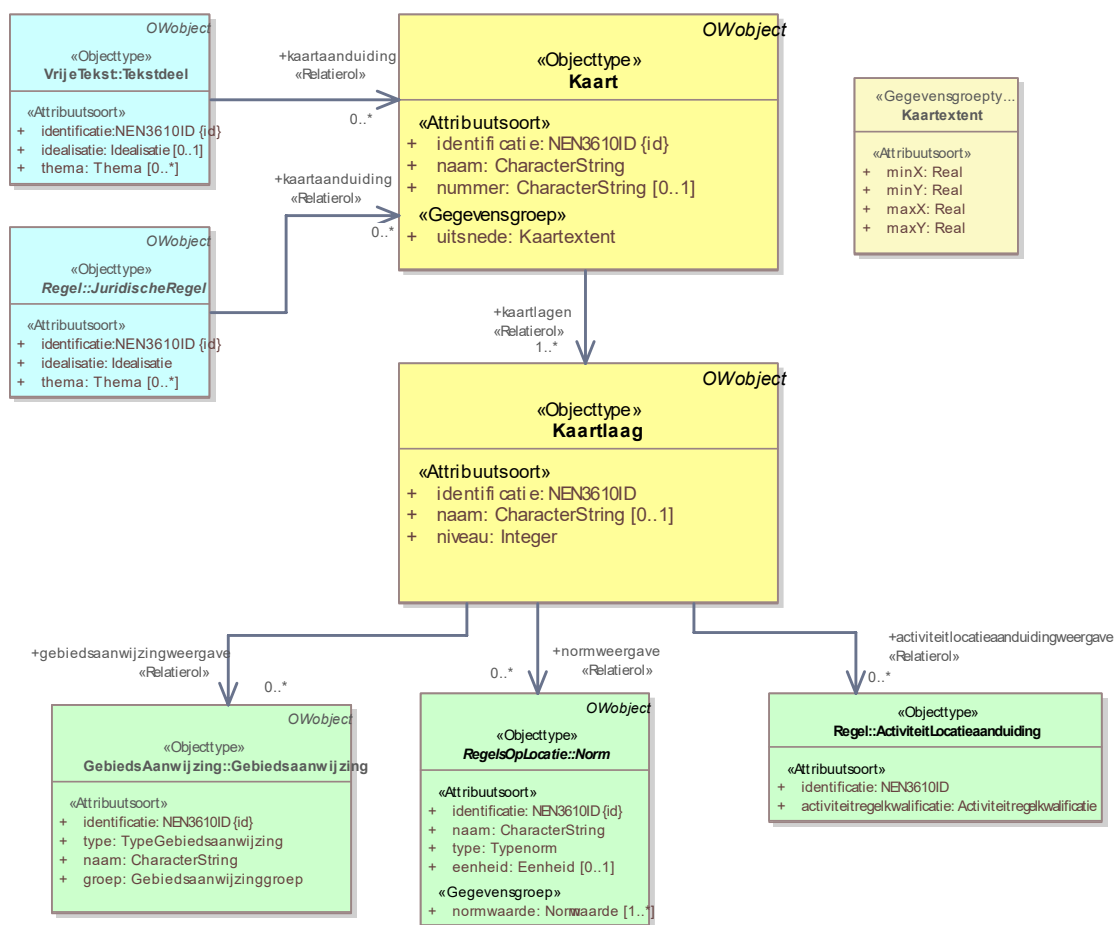 OWobject
«Objecttype»
VrijeTekst::Tekstdeel
«Attribuutsoort»
+ identificatie:NEN3610ID {id}
+ idealisatie: Idealisatie [0..1]
+ thema: Thema [0..*]
+kaartaanduiding
«Relatierol»
0..*
OWobject
«Objecttype»
Kaart
«Attribuutsoort»
+ identificatie: NEN3610ID {id}
+ naam: CharacterString
+ nummer: CharacterString [0..1]
«Gegevensgroep»
+ uitsnede: Kaartextent
«Gegevensgroepty...
Kaartextent
«Attribuutsoort»
+ minX: Real
+ minY: Real
+ maxX: Real
+ maxY: Real
+kaartaanduiding
«Relatierol»
0..*
OWobject
«Objecttype»
Regel::JuridischeRegel
«Attribuutsoort»
+ identificatie:NEN3610ID {id}
+ idealisatie: Idealisatie
+ thema: Thema [0..*]
+kaartlagen
«Relatierol»
1..*
OWobject
«Objecttype»
Kaartlaag
«Attribuutsoort»
+ identificatie: NEN3610ID
+ naam: CharacterString [0..1]
+ niveau: Integer
+gebiedsaanwijzingweergave
«Relatierol»
0..*
+normweergave
«Relatierol»
0..*
+activiteitlocatieaanduidingweergave
«Relatierol»
0..*
OWobject
«Objecttype»
GebiedsAanwijzing::Gebiedsaanwijzing
«Attribuutsoort»
+ identificatie: NEN3610ID {id}
+ type: TypeGebiedsaanwijzing
+ naam: CharacterString
+ groep: Gebiedsaanwijzinggroep
OWobject
«Objecttype»
RegelsOpLocatie::Norm
«Attribuutsoort»
+ identificatie: NEN3610ID {id}
+ naam: CharacterString
+ type: Typenorm
+ eenheid: Eenheid [0..1]
«Gegevensgroep»
+ normwaarde: Normwaarde [1..*]
«Objecttype»
Regel::ActiviteitLocatieaanduiding
«Attribuutsoort»
+ identificatie: NEN3610ID
+ activiteitregelkwalificatie: Activiteitregelkwalificatie